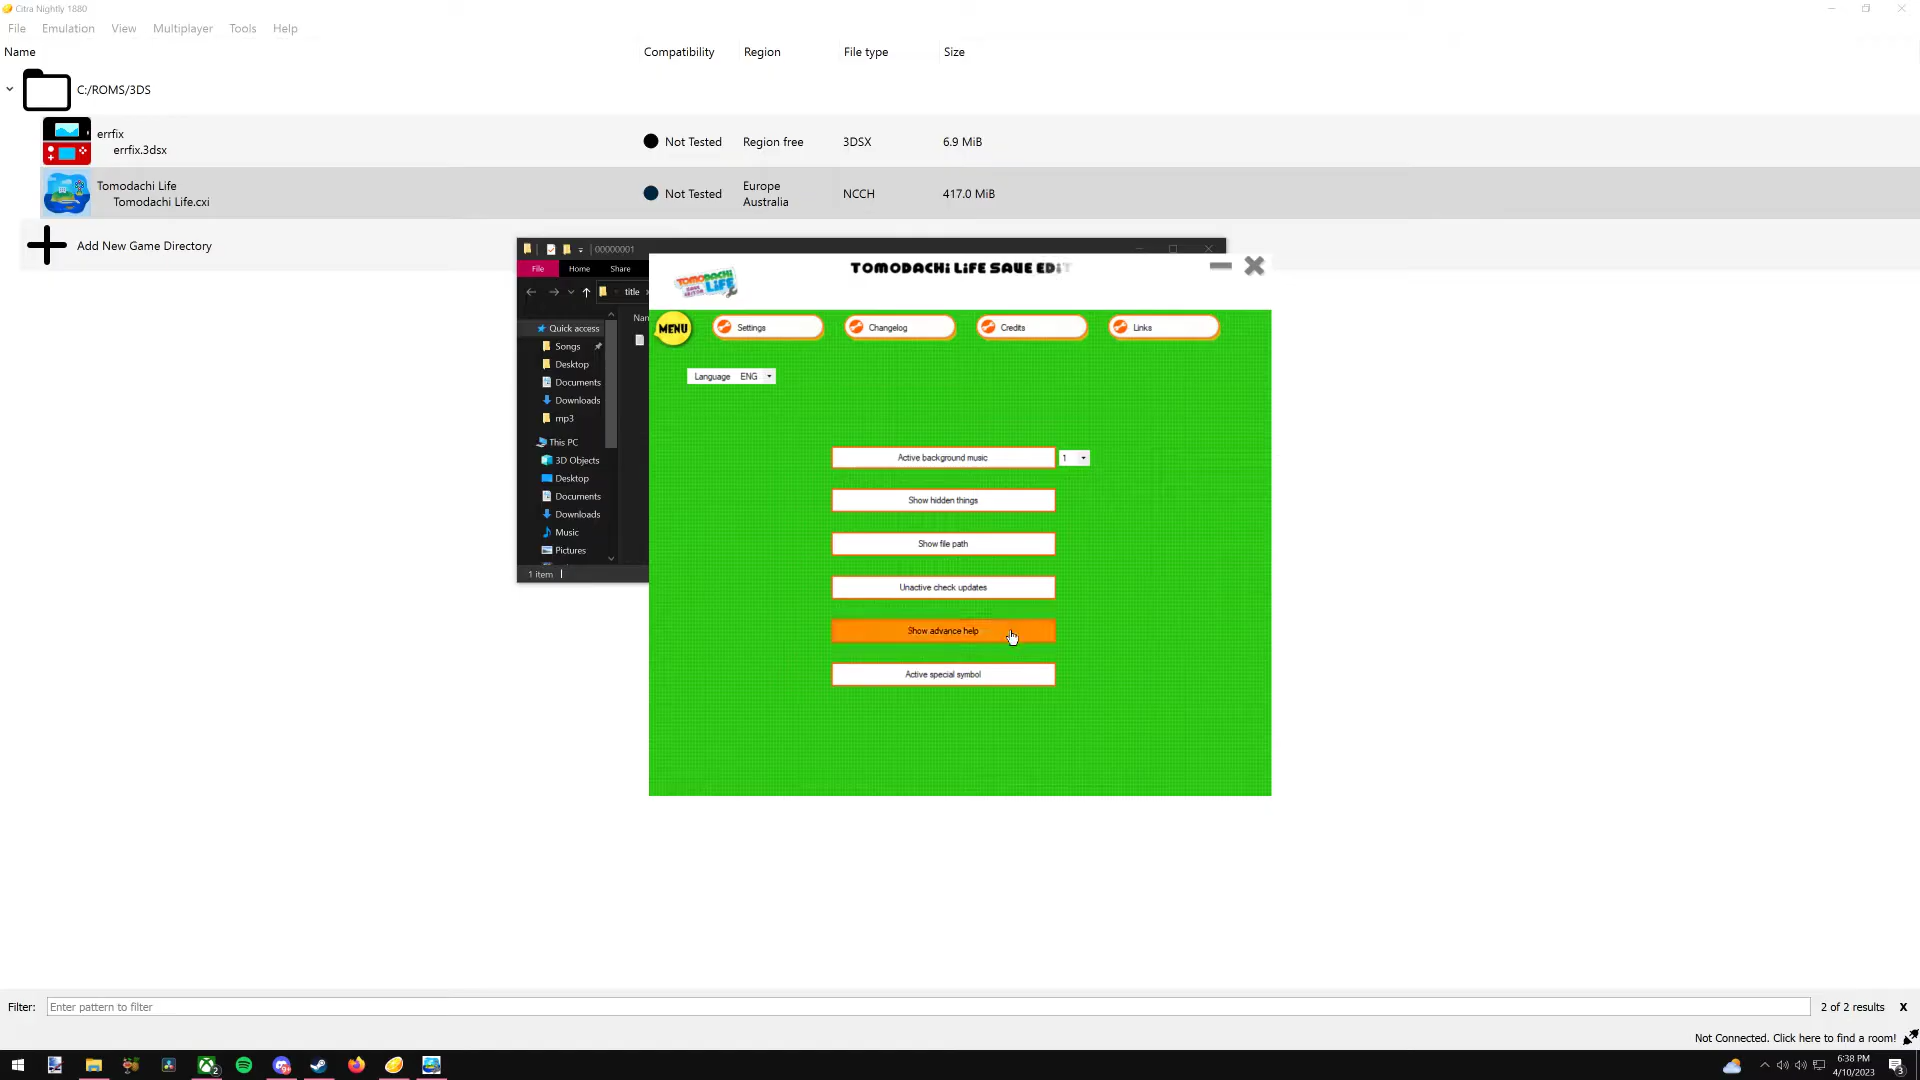 Citra Nightly 1880
File Emulation View Multiplayer Tools Help
Name Compatibility Region File type Size
C:/ROMS/3DS
errfix
errfix.3dsx
Not Tested Region free 3DSX 6.9 MiB
Tomodachi Life
Tomodachi Life.cxi
Not Tested Europe
Australia
NCCH 417.0 MiB
Add New Game Directory
00000001
File Home Share
title
Quick access
Songs
Desktop
Documents
Downloads
mp3
This PC
3D Objects
Desktop
Documents
Downloads
Music
Pictures
1 item
TOMODACHI LIFE
TOMODACHI LIFE SAVE EDIT
MENU Settings Changelog Credits Links
Language ENG
Active background music 1
Show hidden things
Show file path
Unactive check updates
Show advance help
Active special symbol
Filter: Enter pattern to filter 2 of 2 results X
Not Connected. Click here to find a room!
6:38 PM
4/10/2023